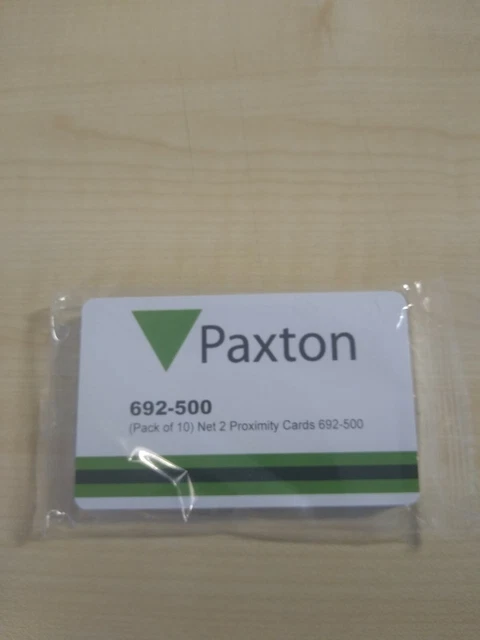 Paxton
692-500
(Pack of 10) Net 2 Proximity Cards 692-500